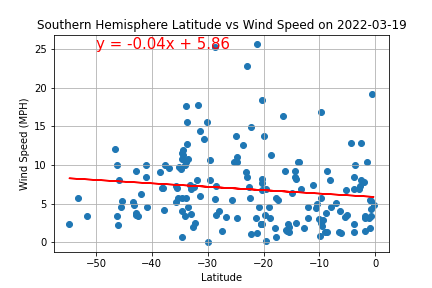 Southern Hemisphere Latitude vs Wind Speed on 2022-03-19
y = -0.04x + 5.86
25
20
15
10
5
0
Wind Speed (MPH)
−50 −40 −30 −20 −10 0
Latitude